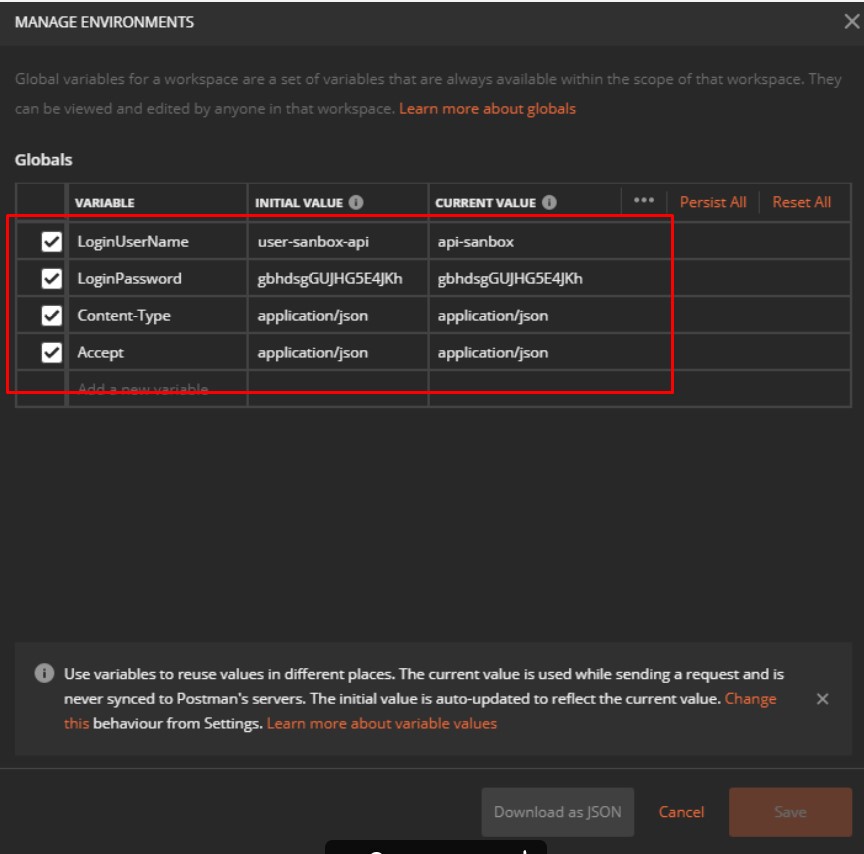 MANAGE ENVIRONMENTS
Global variables for a workspace are a set of variables that are always available within the scope of that workspace. They
can be viewed and edited by anyone in that workspace. Learn more about globals
Globals
VARIABLE INITIAL VALUE CURRENT VALUE Persist All Reset All
LoginUserName user-sanbox-api api-sanbox
LoginPassword gbhdsgGUJHG5E4JKh gbhdsgGUJHG5E4JKh
Content-Type application/json application/json
Accept application/json application/json
Add a new variable
Use variables to reuse values in different places. The current value is used while sending a request and is
never synced to Postman's servers. The initial value is auto-updated to reflect the current value. Change
this behaviour from Settings. Learn more about variable values
Download as JSON Cancel Save